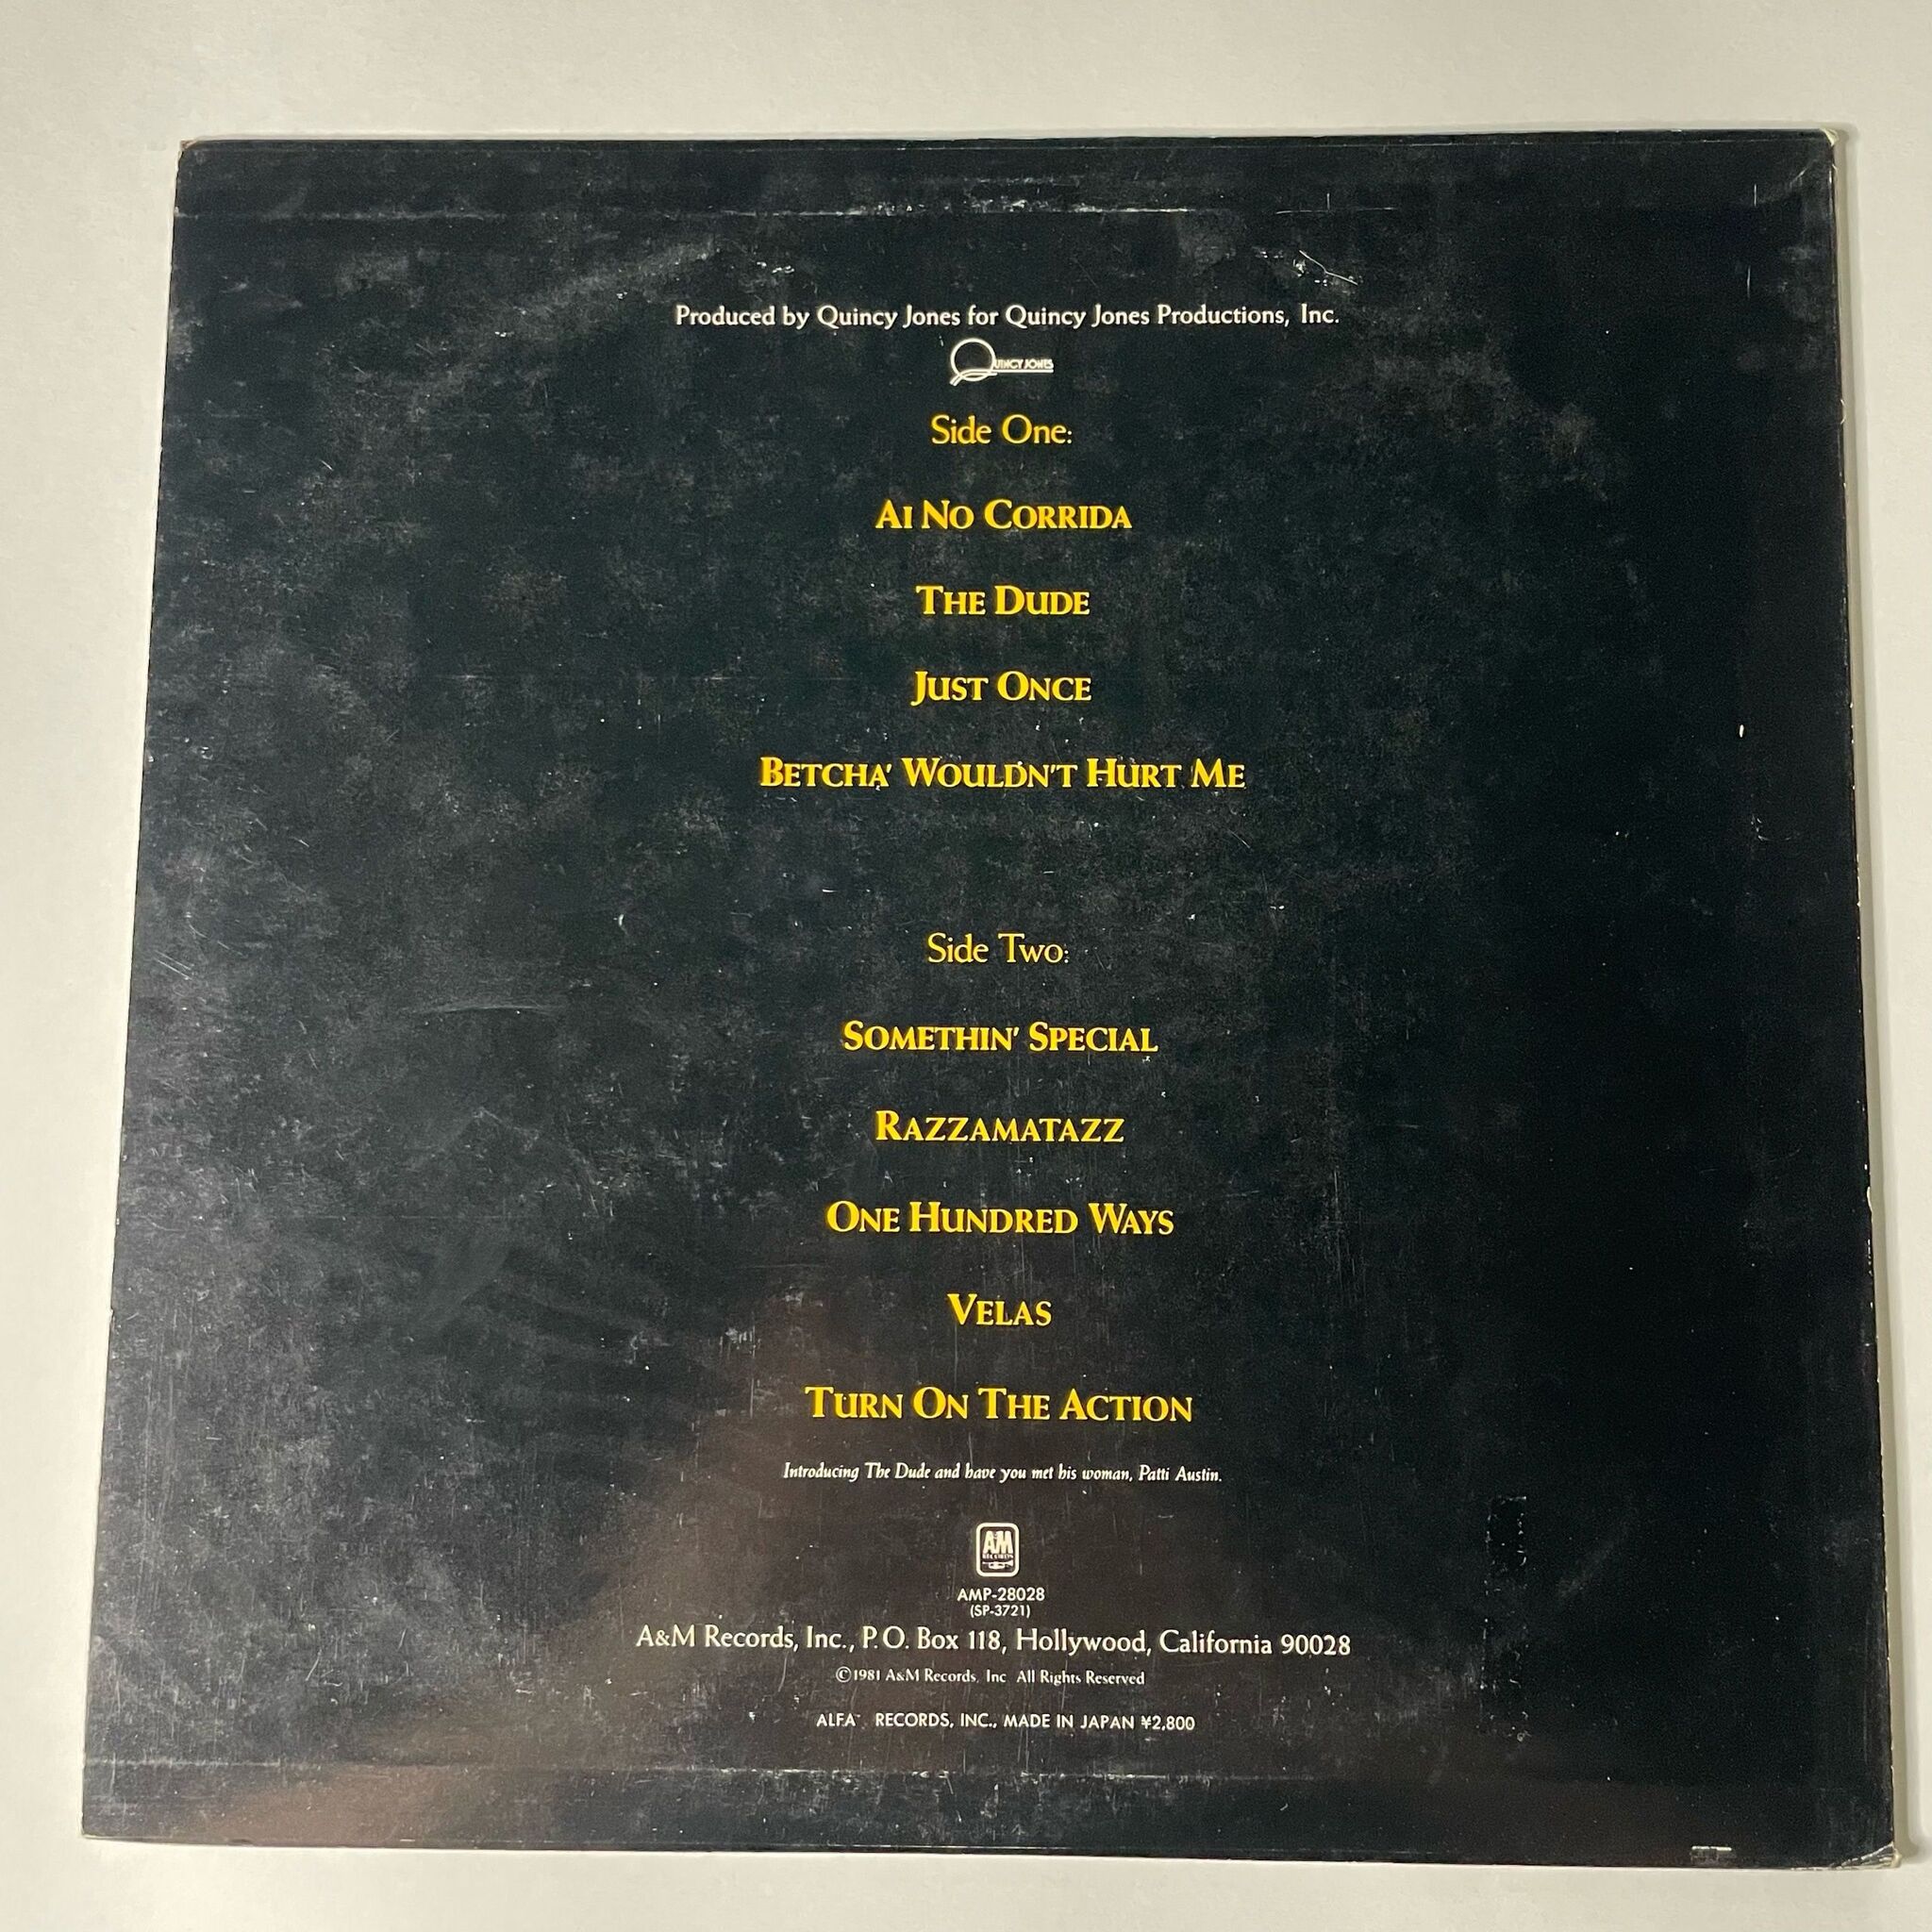 Produced by Quincy Jones for Quincy Jones Productions, Inc.
QUINCY JONES
Side One:
AI NO CORRIDA
THE DUDE
JUST ONCE
BETCHA' WOULDN'T HURT ME
Side Two:
SOMETHIN' SPECIAL
RAZZAMATAZZ
ONE HUNDRED WAYS
VELAS
TURN ON THE ACTION
Introducing The Dude and have you met his woman, Patti Austin.
A&M
RECORDS
AMP-28028
(SP-3721)
A&M Records, Inc., P.O. Box 118, Hollywood, California 90028
©1981 A&M Records, Inc All Rights Reserved
ALFA RECORDS, INC., MADE IN JAPAN ¥2,800